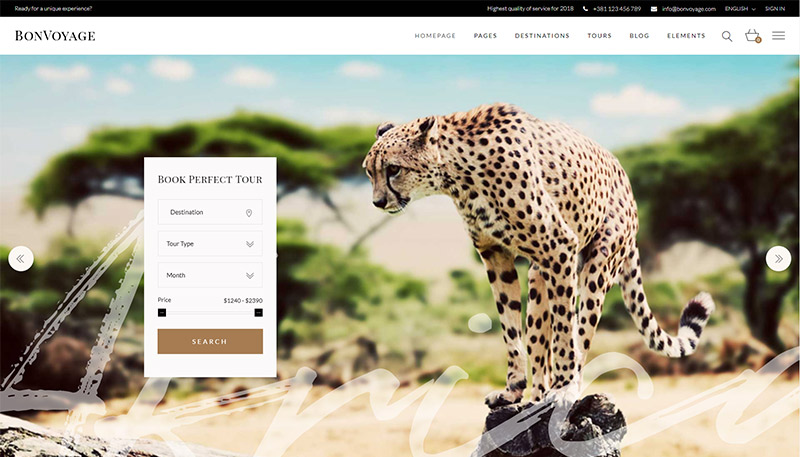 Ready for a unique experience?
Highest quality of service for 2018 +381 123 456 789 info@bonvoyage.com ENGLISH SIGN IN
BONVOYAGE
HOMEPAGE PAGES DESTINATIONS TOURS BLOG ELEMENTS
0
BOOK PERFECT TOUR
Destination
Tour Type
Month
Price $1240 - $2390
SEARCH